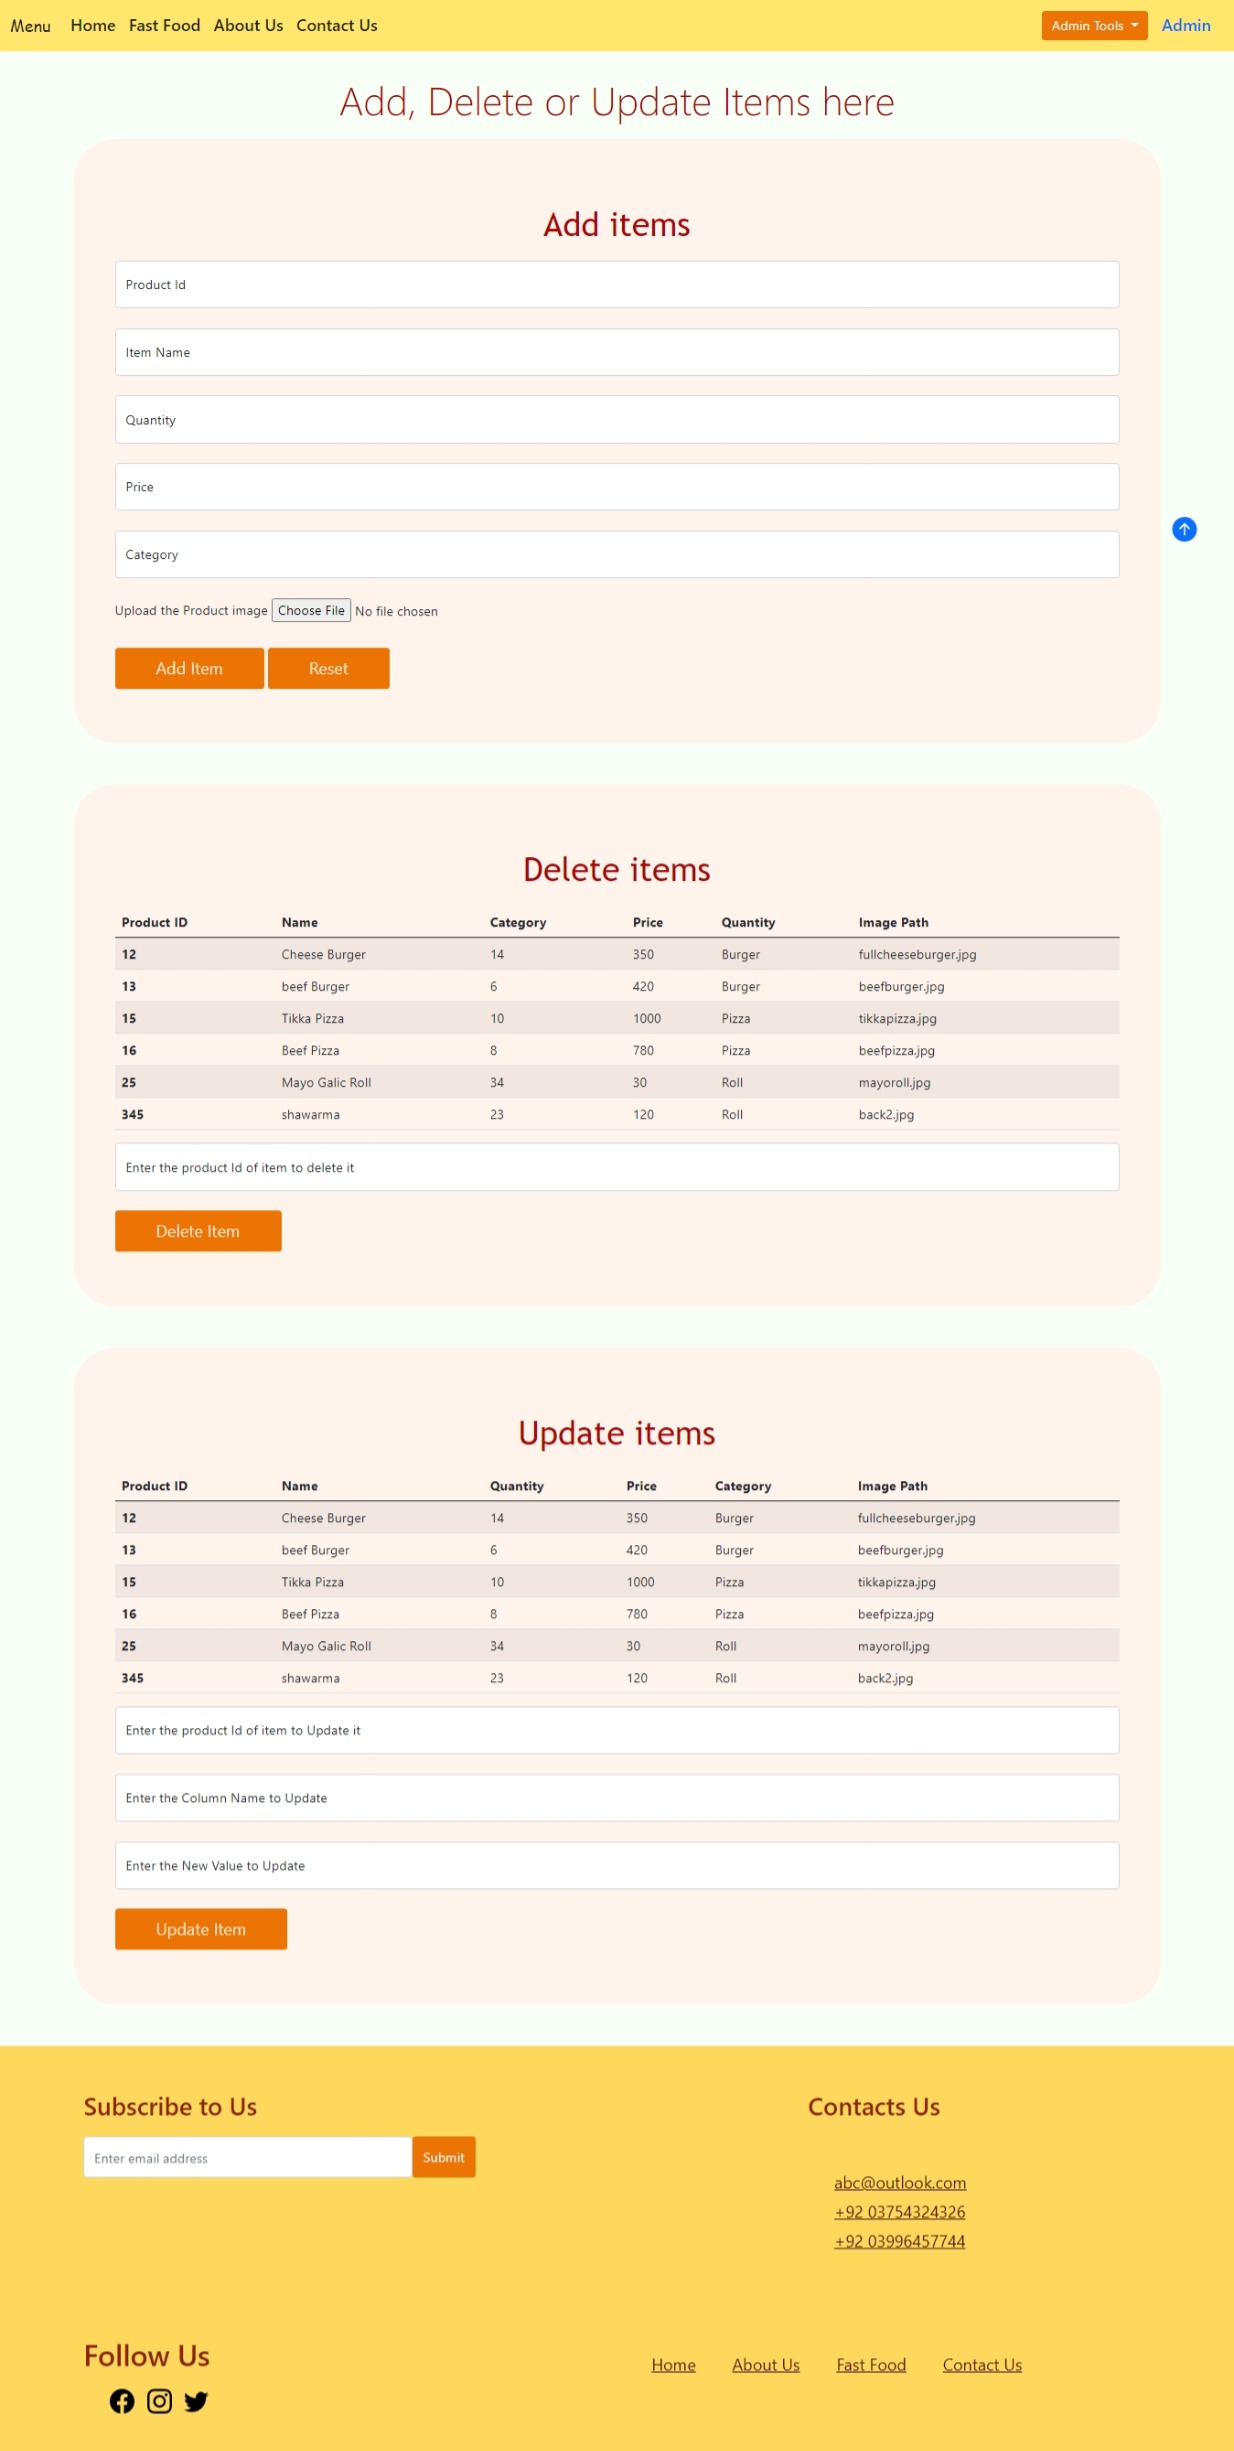 Menu Home Fast Food About Us Contact Us Admin Tools Admin
Add, Delete or Update Items here
Add items
Product Id
Item Name
Quantity
Price
Category
Upload the Product image Choose File No file chosen
Add Item Reset
Delete items
Product ID Name Category Price Quantity Image Path
12 Cheese Burger 14 350 Burger fullcheeseburger.jpg
13 beef Burger 6 420 Burger beefburger.jpg
15 Tikka Pizza 10 1000 Pizza tikkapizza.jpg
16 Beef Pizza 8 780 Pizza beefpizza.jpg
25 Mayo Galic Roll 34 30 Roll mayoroll.jpg
345 shawarma 23 120 Roll back2.jpg
Enter the product Id of item to delete it
Delete Item
Update items
Product ID Name Quantity Price Category Image Path
12 Cheese Burger 14 350 Burger fullcheeseburger.jpg
13 beef Burger 6 420 Burger beefburger.jpg
15 Tikka Pizza 10 1000 Pizza tikkapizza.jpg
16 Beef Pizza 8 780 Pizza beefpizza.jpg
25 Mayo Galic Roll 34 30 Roll mayoroll.jpg
345 shawarma 23 120 Roll back2.jpg
Enter the product Id of item to Update it
Enter the Column Name to Update
Enter the New Value to Update
Update Item
Subscribe to Us Contacts Us
Enter email address Submit
abc@outlook.com
+92 03754324326
+92 03996457744
Follow Us
Home About Us Fast Food Contact Us